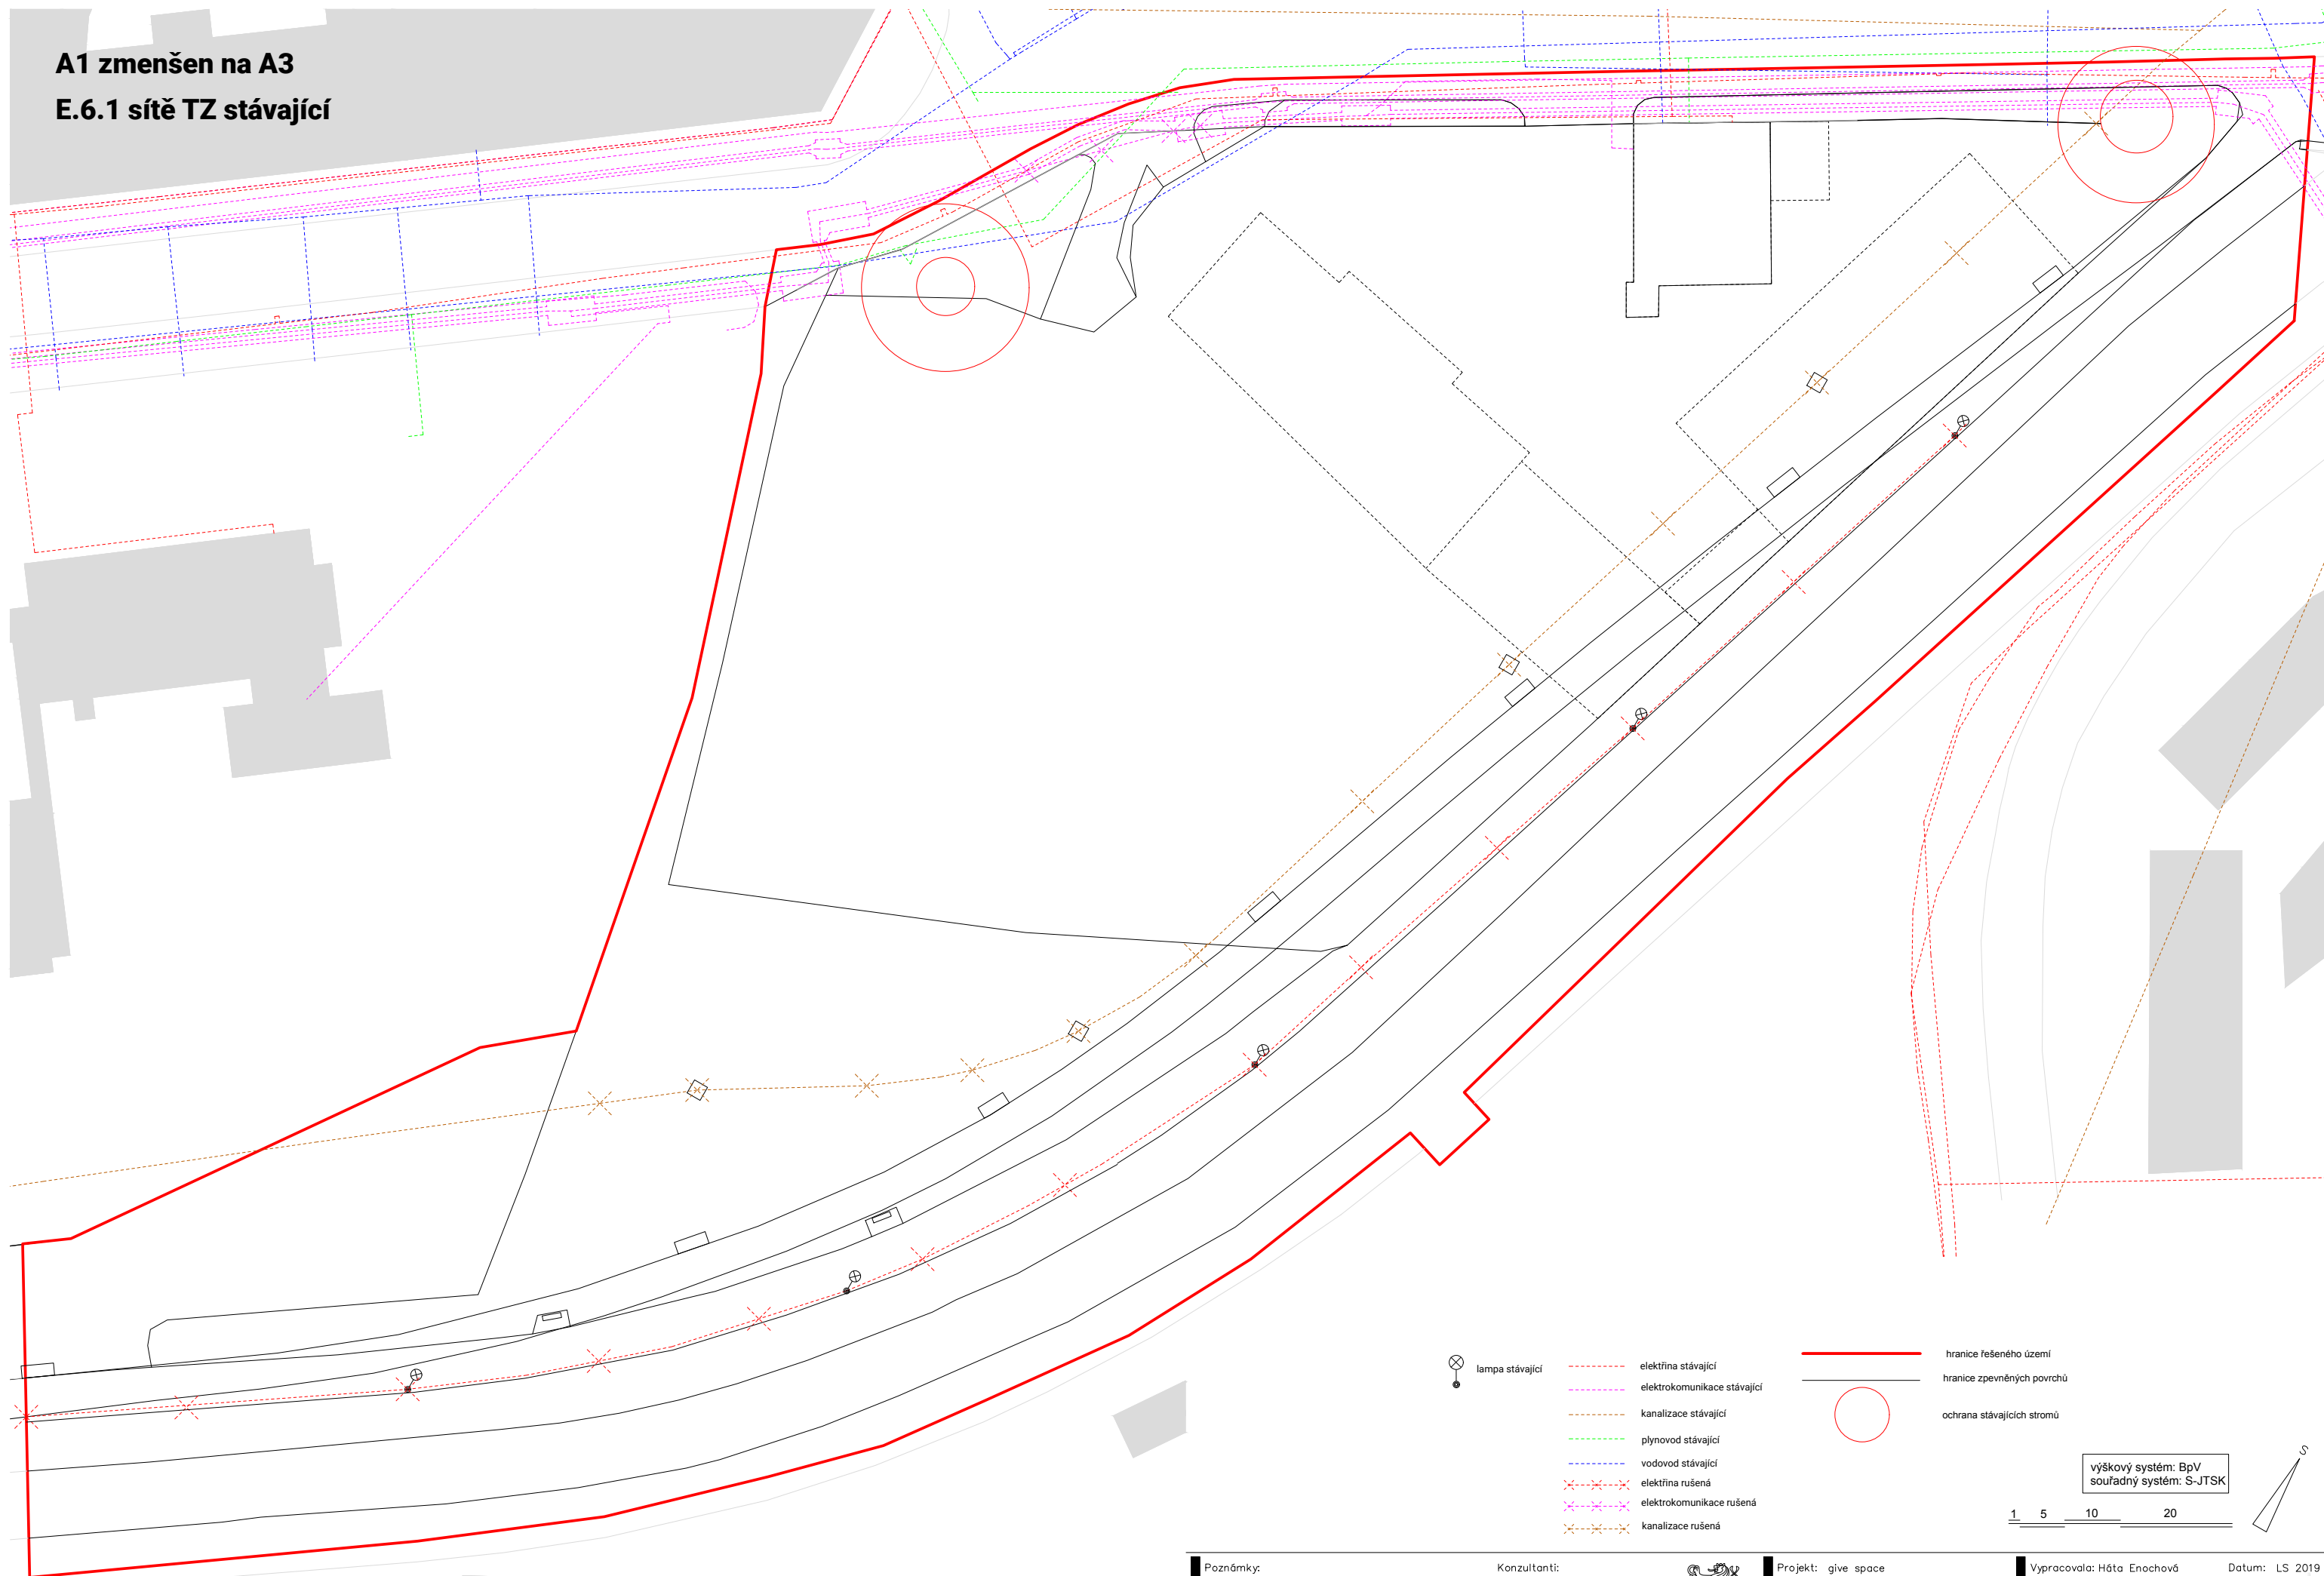 A1 zmenšen na A3
E.6.1 sítě TZ stávající
lampa stávající
elektřina stávající
elektrokomunikace stávající
kanalizace stávající
plynovod stávající
vodovod stávající
elektřina rušená
elektrokomunikace rušená
kanalizace rušená
hranice řešeného území
hranice zpevněných povrchů
ochrana stávajících stromů
výškový systém: BpV
souřadný systém: S-JTSK
S
1 5 10 20
Poznámky:
Konzultanti:
Projekt: give space
Vypracovala: Háta Enochová
Datum: LS 2019